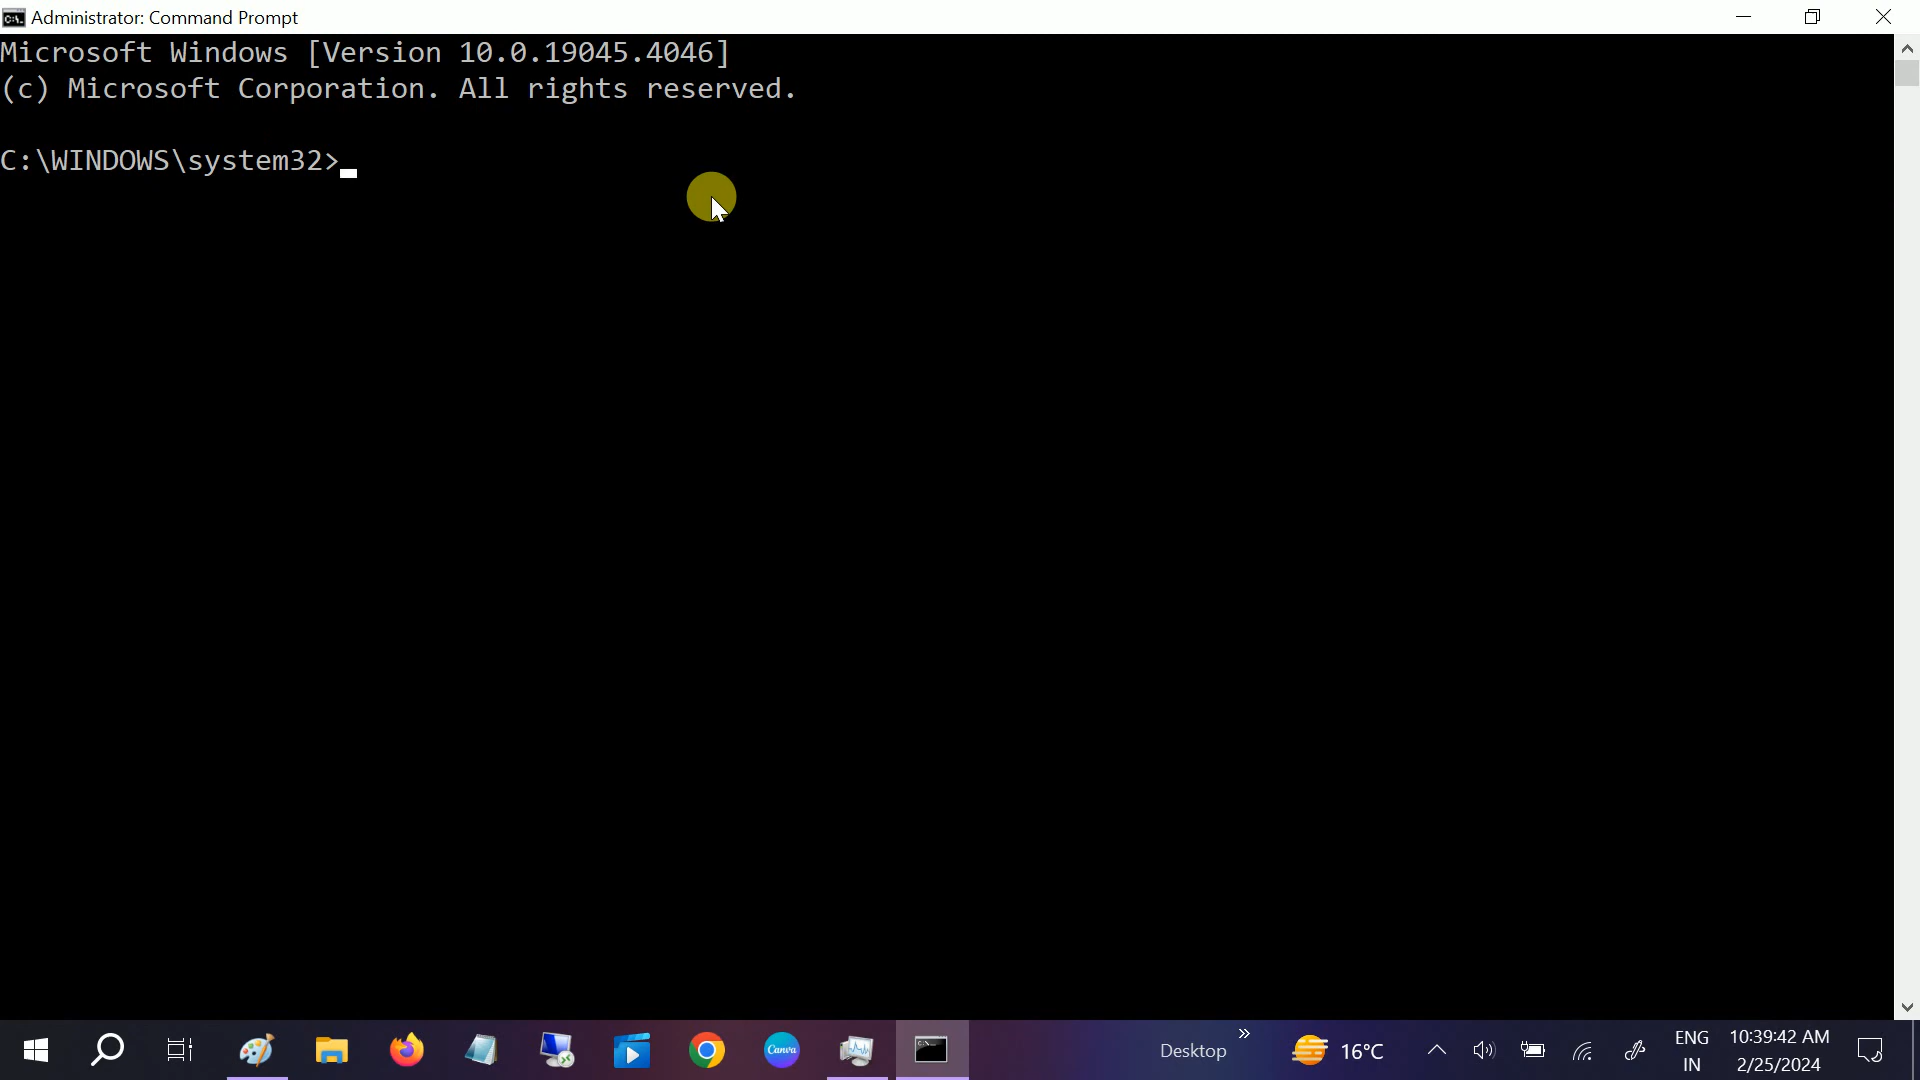 Administrator: Command Prompt
Microsoft Windows [Version 10.0.19045.4046]
(c) Microsoft Corporation. All rights reserved.
C:\WINDOWS\system32>
Canva
Desktop
16°C
ENG
IN
10:39:42 AM
2/25/2024